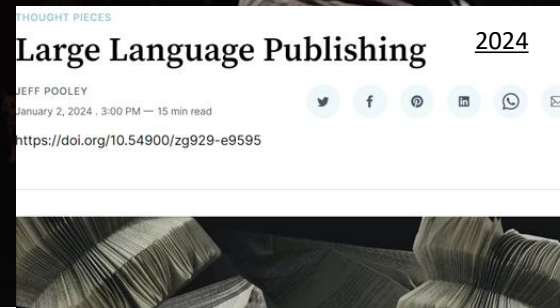 THOUGHT PIECES
Large Language Publishing
2024
JEFF POOLEY
January 2, 2024 . 3:00 PM — 15 min read
https://doi.org/10.54900/zg929-e9595